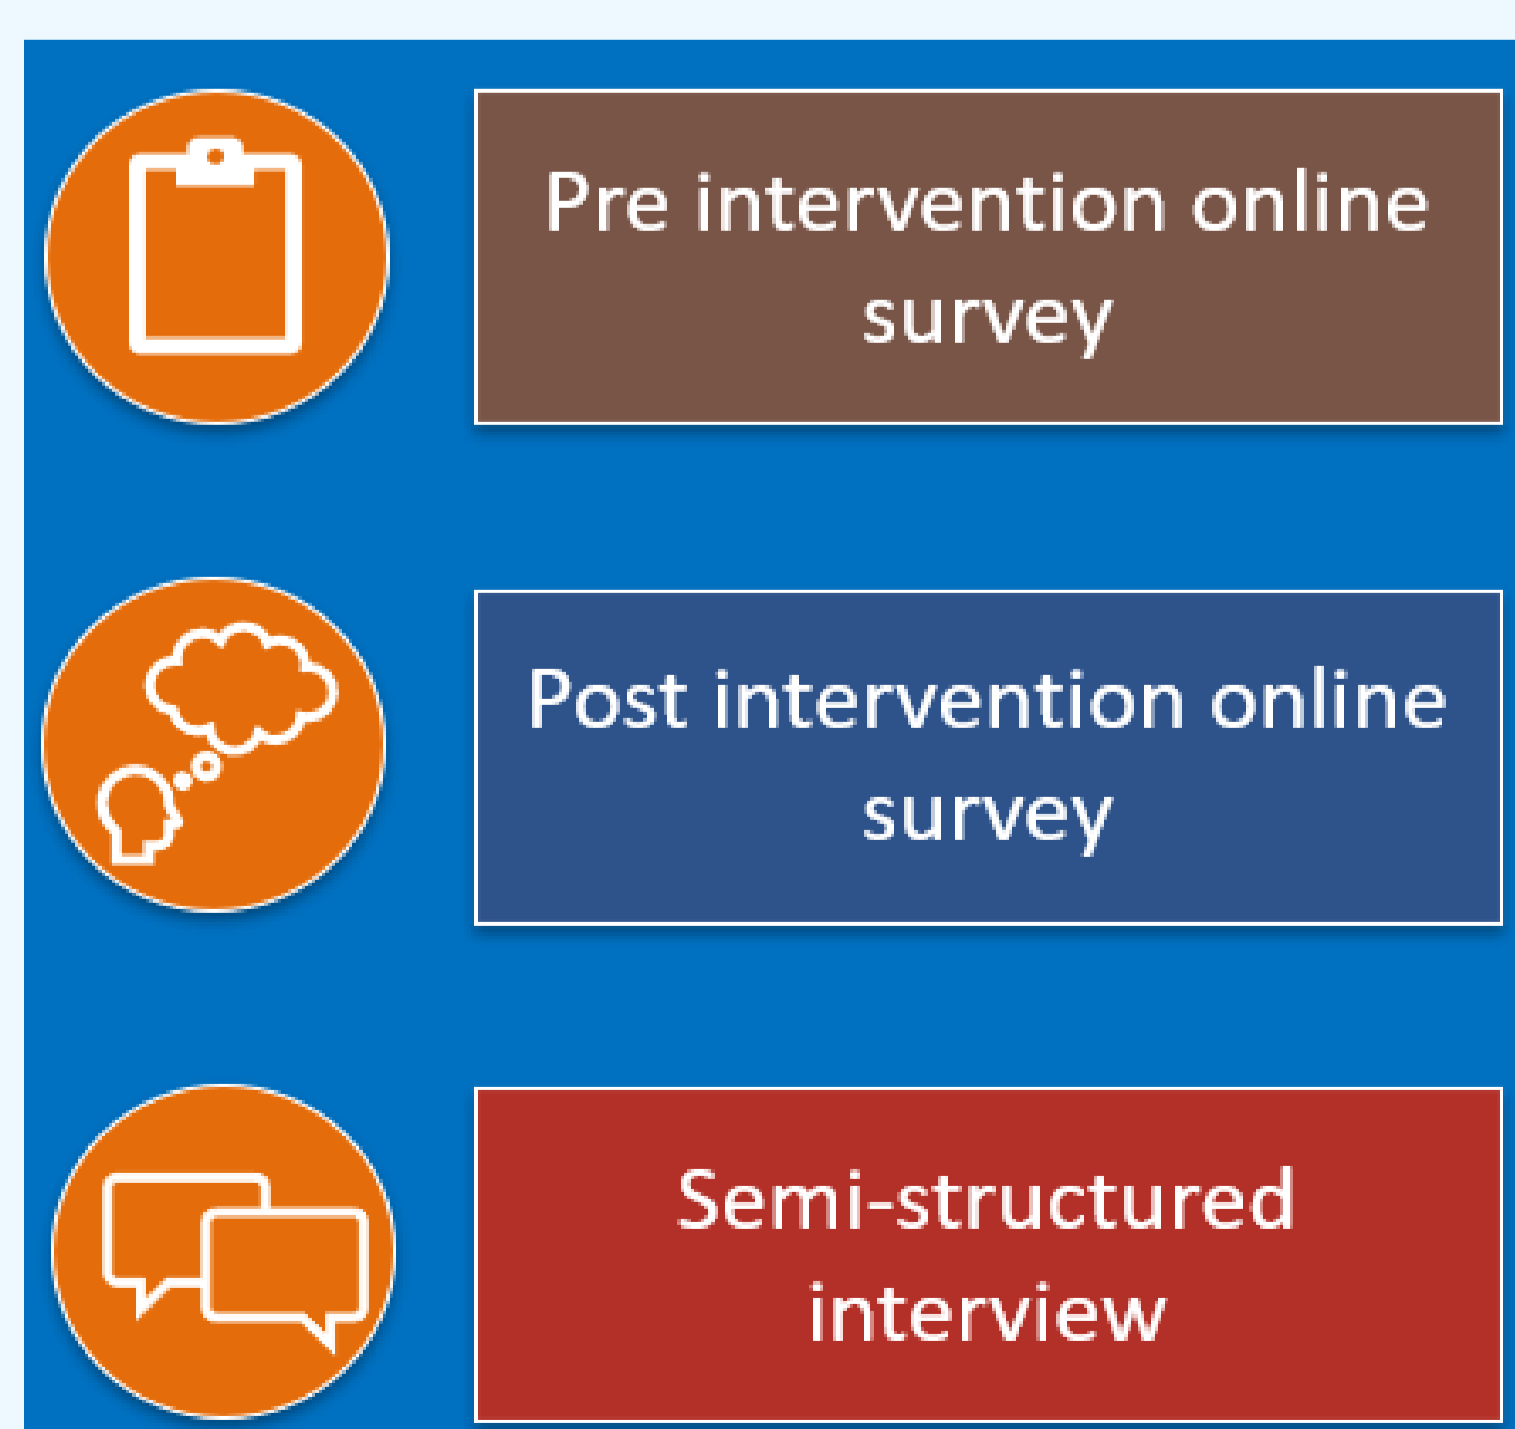 Pre intervention online
survey
Post intervention online
survey
Semi-structured
interview